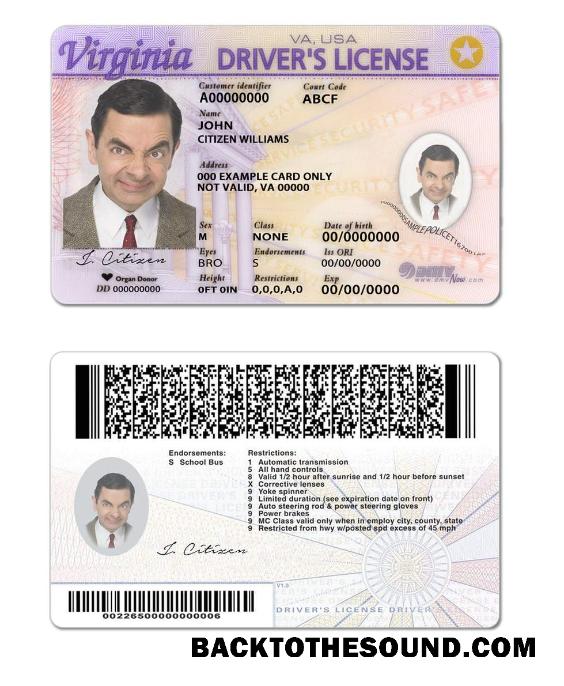 Virginia
VA, USA
DRIVER'S LICENSE
Customer identifier Court Code
A00000000 ABCF
Name
JOHN
CITIZEN WILLIAMS
Address
000 EXAMPLE CARD ONLY
NOT VALID, VA 00000
Sex Class Date of birth
M NONE 00/0000000
Eyes Endorsements Iss ORI
BRO S 00/00/0000
Height Restrictions Exp
0FT 0IN 0,0,0,A,0 00/00/0000
J. Citizen
Organ Donor
DD 000000000
dmv Now
www.dmvNow.com
Endorsements:
S School Bus
Restrictions:
1 Automatic transmission
5 All hand controls
8 Valid 1/2 hour after sunrise and 1/2 hour before sunset
X Corrective lenses
9 Yoke spinner
9 Limited duration (see expiration date on front)
9 Auto steering rod & power steering gloves
9 Power brakes
9 MC Class valid only when in employ city, county, state
9 Restricted from hwy w/posted spd excess of 45 mph
J. Citizen
V1.0
00226500000000006
DRIVER'S LICENSE DRIVER'S
BACKTOTHESOUND.COM